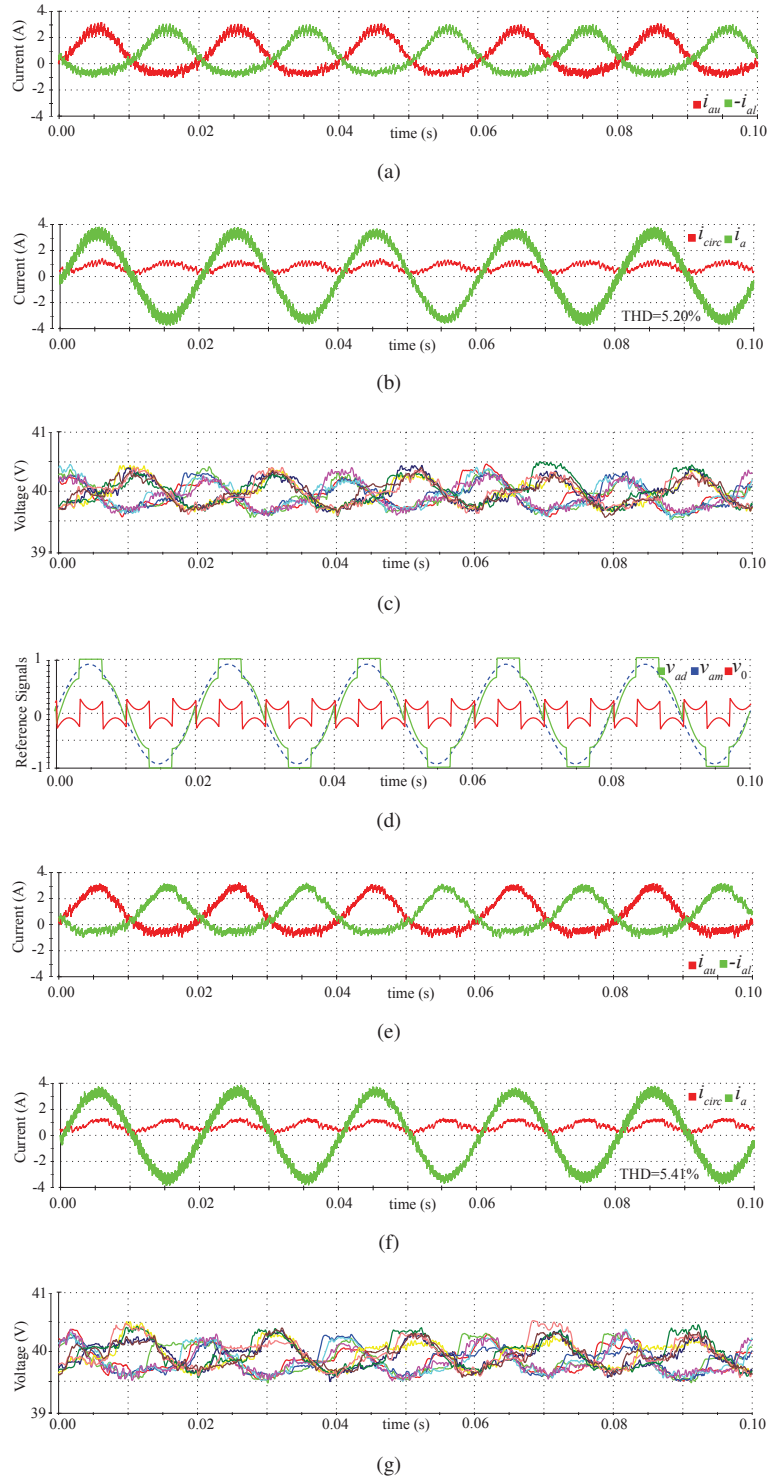 Current (A)
4
2
0
-2
-4
i_au -i_al
0.00 0.02 0.04 0.06 0.08 0.10
time (s)
(a)
Current (A)
4
2
0
-2
-4
i_circ i_a
THD=5.20%
0.00 0.02 0.04 0.06 0.08 0.10
time (s)
(b)
Voltage (V)
41
40
39
0.00 0.02 0.04 0.06 0.08 0.10
time (s)
(c)
Reference Signals
1
0
-1
v_ad v_am v_0
0.00 0.02 0.04 0.06 0.08 0.10
time (s)
(d)
Current (A)
4
2
0
-2
-4
i_au -i_al
0.00 0.02 0.04 0.06 0.08 0.10
time (s)
(e)
Current (A)
4
2
0
-2
-4
i_circ i_a
THD=5.41%
0.00 0.02 0.04 0.06 0.08 0.10
time (s)
(f)
Voltage (V)
41
40
39
0.00 0.02 0.04 0.06 0.08 0.10
time (s)
(g)